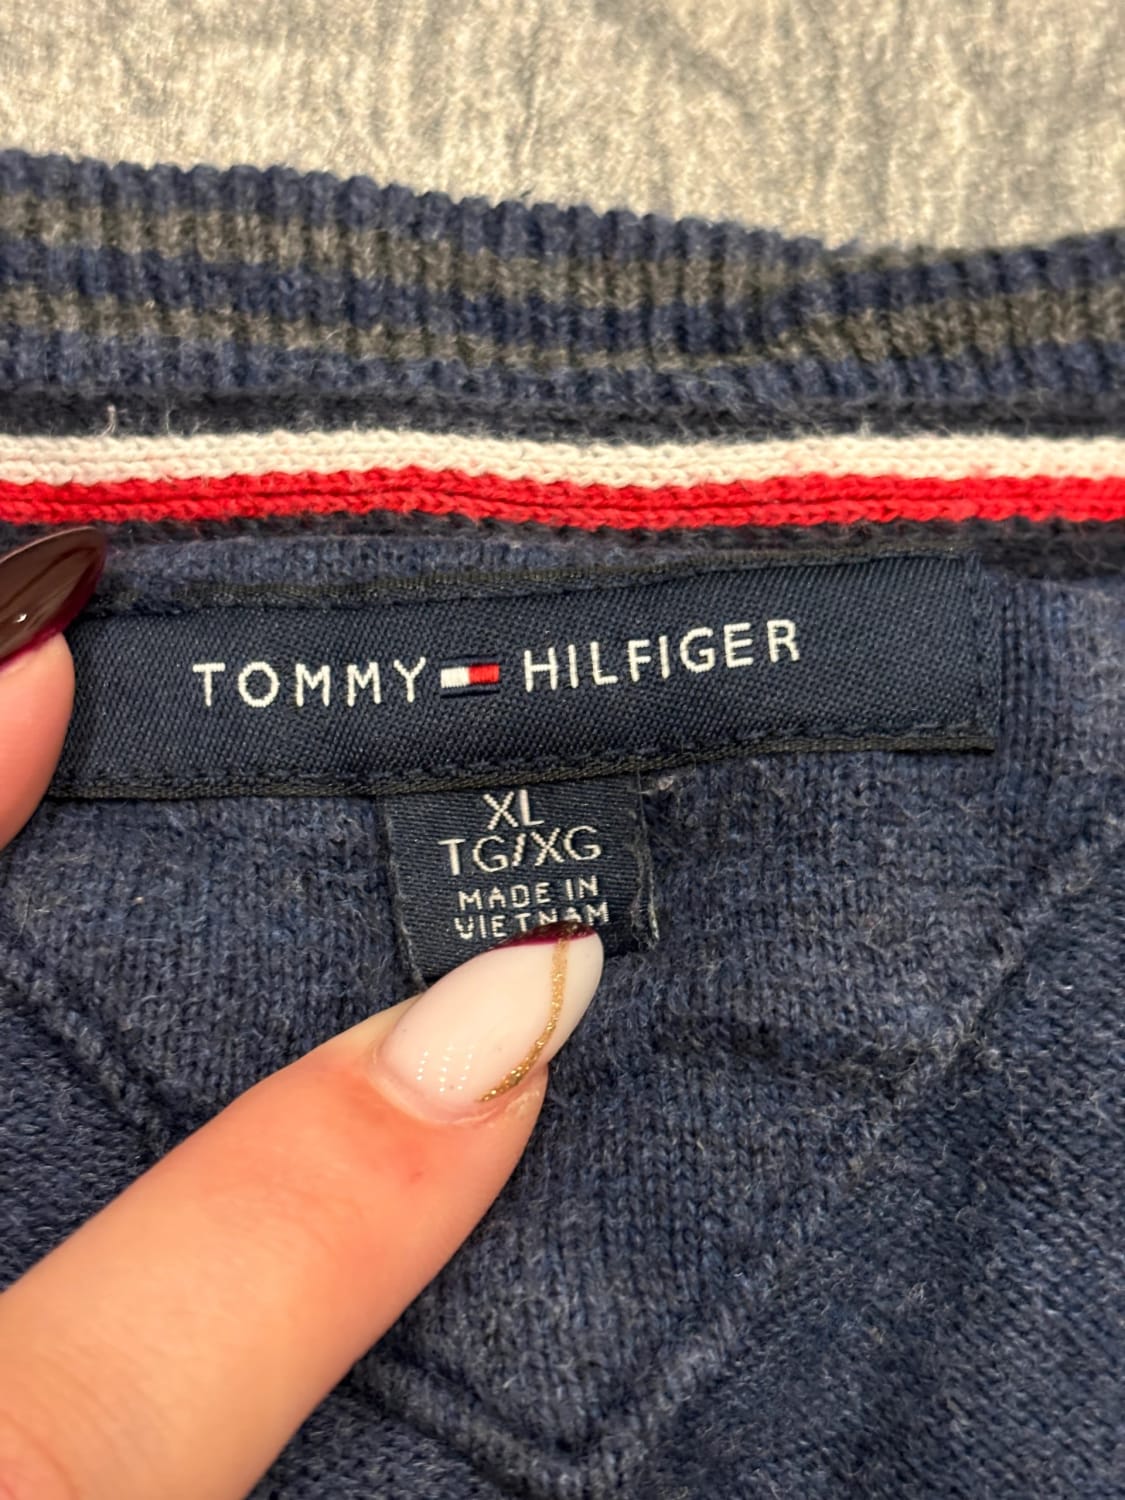 TOMMY HILFIGER
XL
TG/XG
MADE IN
VIETNAM